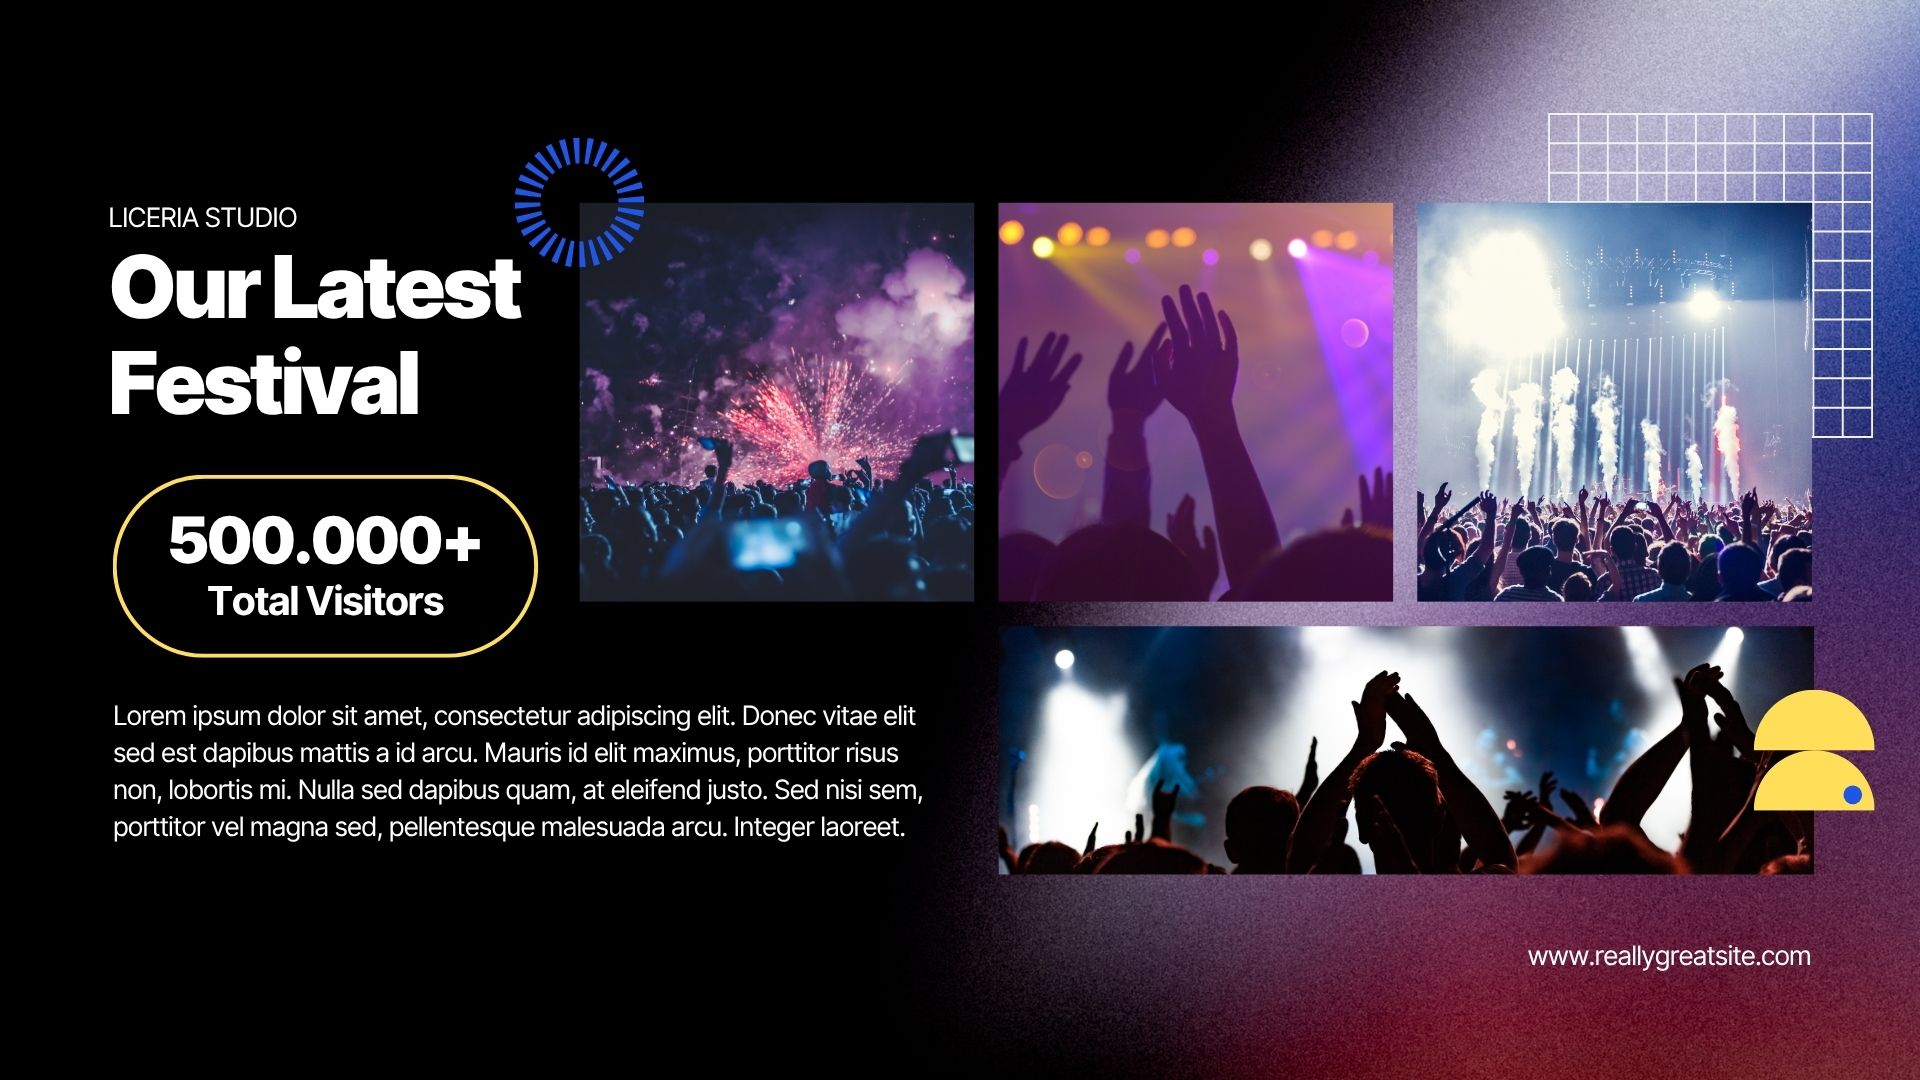 LICERIA STUDIO
Our Latest
Festival
500.000+
Total Visitors
Lorem ipsum dolor sit amet, consectetur adipiscing elit. Donec vitae elit
sed est dapibus mattis a id arcu. Mauris id elit maximus, porttitor risus
non, lobortis mi. Nulla sed dapibus quam, at eleifend justo. Sed nisi sem,
porttitor vel magna sed, pellentesque malesuada arcu. Integer laoreet.
www.reallygreatsite.com